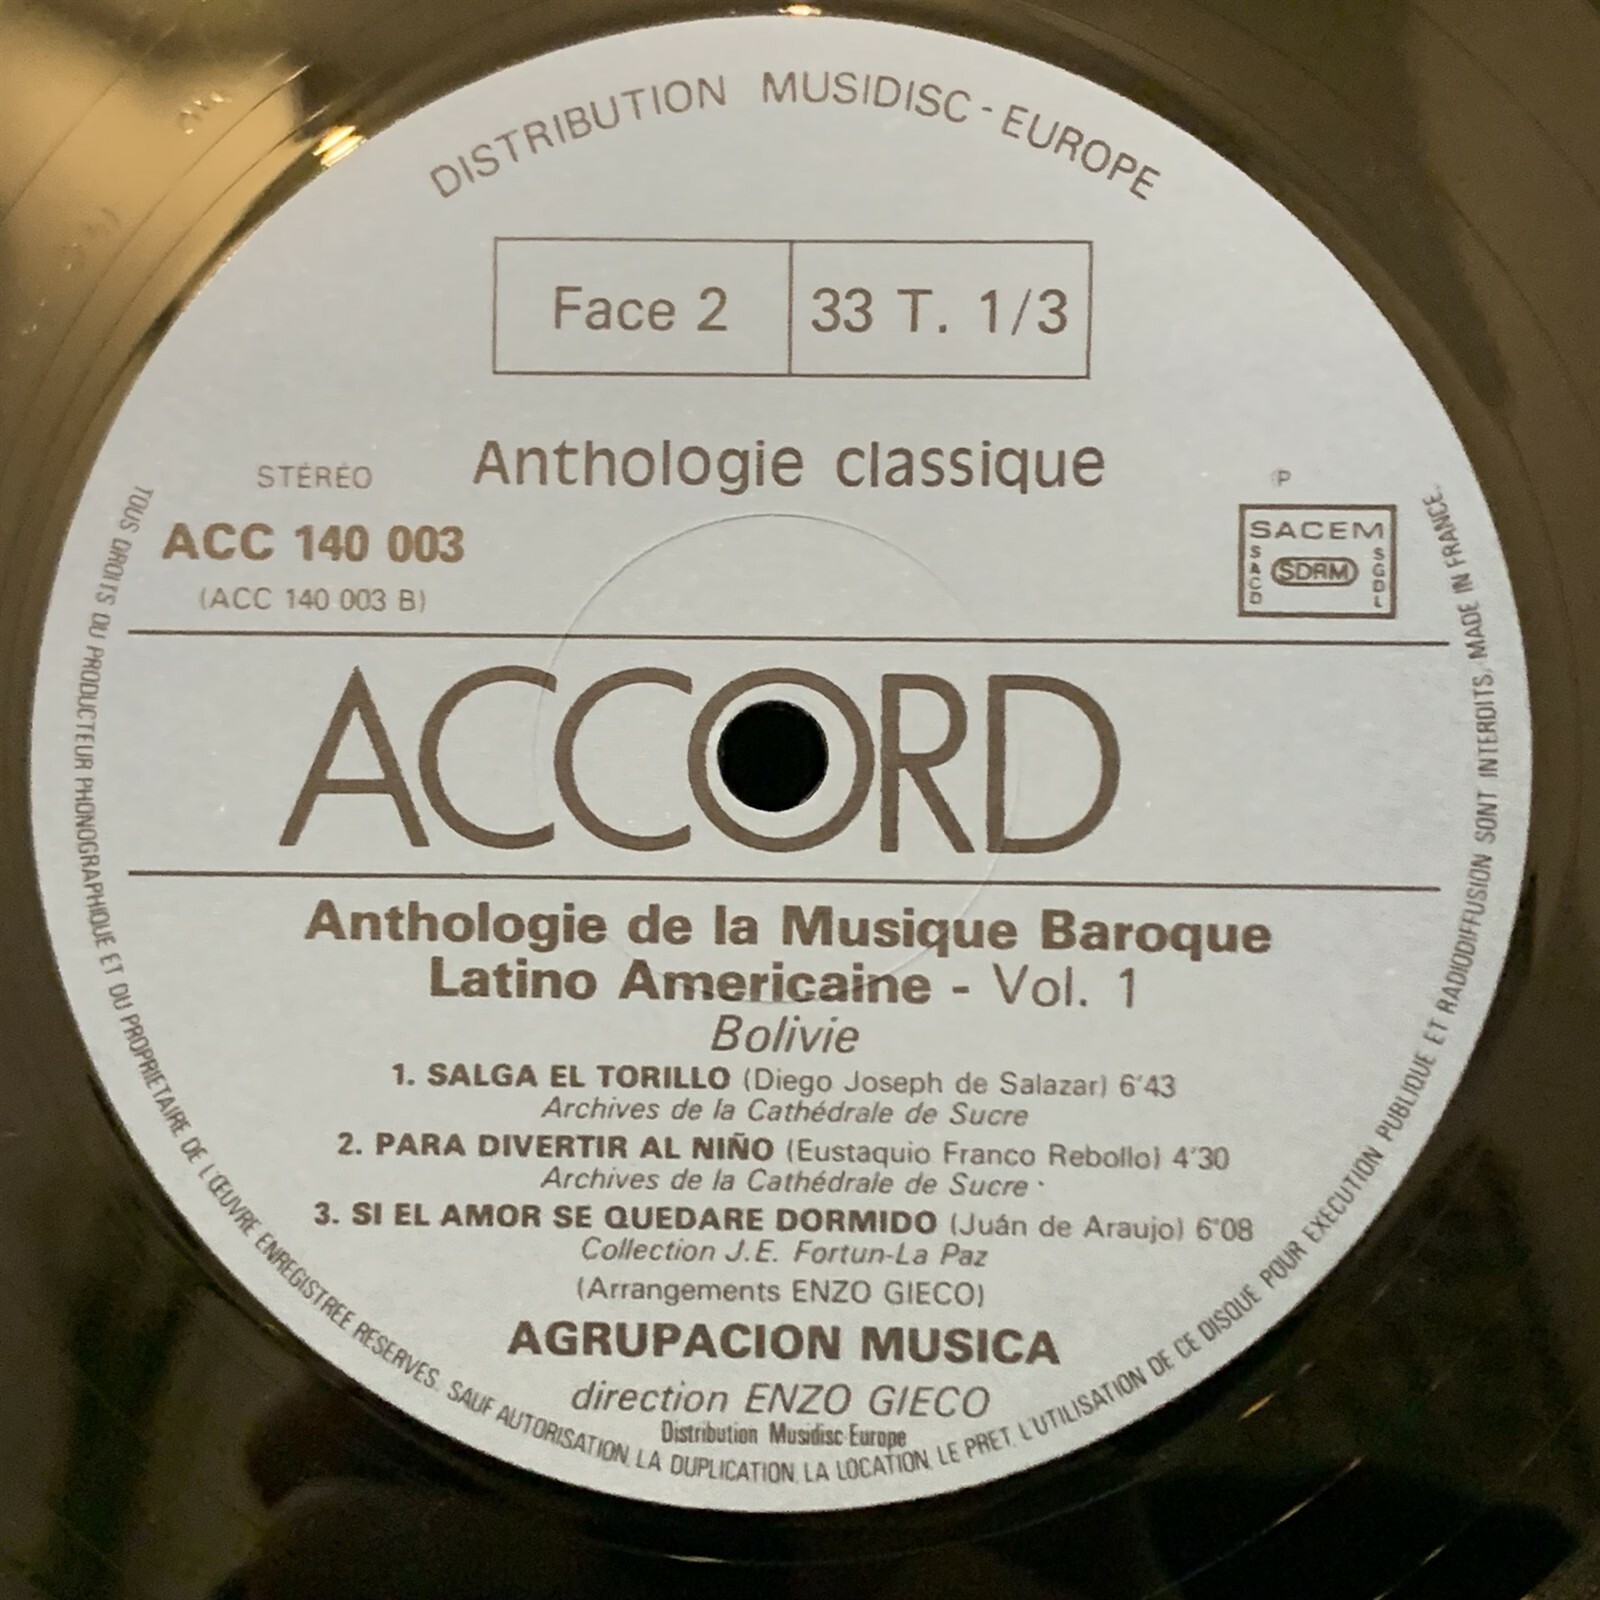 DISTRIBUTION MUSIDISC - EUROPE
Face 2
33 T. 1/3
Anthologie classique
STÉRÉO
ACC 140 003
(ACC 140 003 B)
P
SACEM
SACD
SDRM
SGDL
ACCORD
Anthologie de la Musique Baroque
Latino Americaine - Vol. 1
Bolivie
1. SALGA EL TORILLO (Diego Joseph de Salazar) 6'43
Archives de la Cathédrale de Sucre
2. PARA DIVERTIR AL NIÑO (Eustaquio Franco Rebollo) 4'30
Archives de la Cathédrale de Sucre
3. SI EL AMOR SE QUEDARE DORMIDO (Juán de Araujo) 6'08
Collection J.E. Fortun-La Paz
(Arrangements ENZO GIECO)
AGRUPACION MUSICA
direction ENZO GIECO
Distribution Musidisc-Europe
TOUS DROITS DU PRODUCTEUR PHONOGRAPHIQUE ET DU PROPRIETAIRE DE L'ŒUVRE ENREGISTREE RESERVES. SAUF AUTORISATION, LA DUPLICATION, LA LOCATION, LE PRET, L'UTILISATION DE CE DISQUE POUR EXECUTION PUBLIQUE ET RADIODIFFUSION SONT INTERDITS. MADE IN FRANCE.